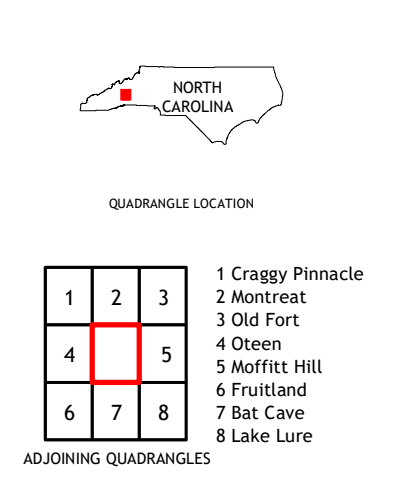 NORTH
CAROLINA
QUADRANGLE LOCATION
1 2 3
4 5
6 7 8
1 Craggy Pinnacle
2 Montreat
3 Old Fort
4 Oteen
5 Moffitt Hill
6 Fruitland
7 Bat Cave
8 Lake Lure
ADJOINING QUADRANGLES